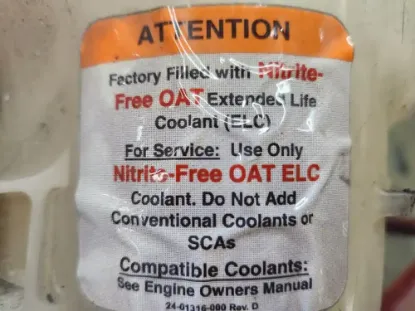 ATTENTION
Factory Filled with Nitrite-
Free OAT Extended Life
Coolant (ELC)
For Service: Use Only
Nitrite-Free OAT ELC
Coolant. Do Not Add
Conventional Coolants or
SCAs
Compatible Coolants:
See Engine Owners Manual
24-01316-000 Rev. D